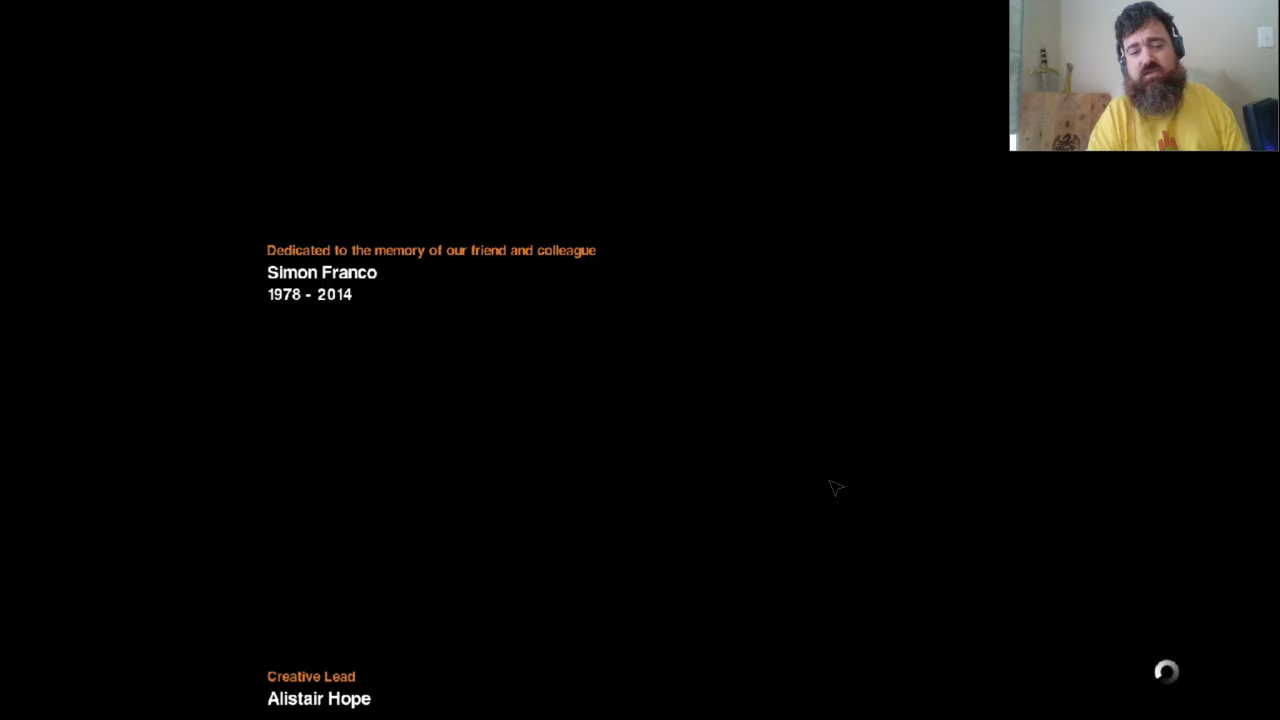 Dedicated to the memory of our friend and colleague
Simon Franco
1978 - 2014
Creative Lead
Alistair Hope